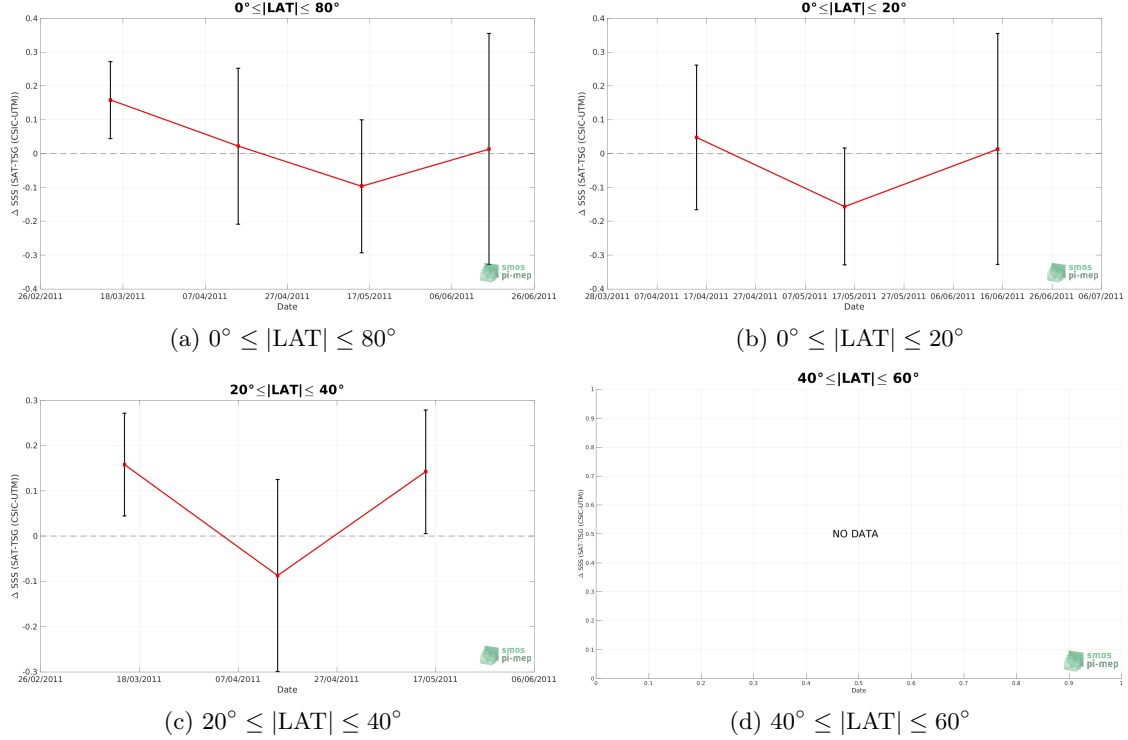 0°≤|LAT|≤ 80°
Δ SSS (SAT-TSG (CSIC-UTM))
0.4
0.3
0.2
0.1
0
-0.1
-0.2
-0.3
-0.4
26/02/2011 18/03/2011 07/04/2011 27/04/2011 17/05/2011 06/06/2011 26/06/2011
Date
smos
pi-mep
(a) 0° ≤ |LAT| ≤ 80°
0°≤|LAT|≤ 20°
Δ SSS (SAT-TSG (CSIC-UTM))
0.4
0.3
0.2
0.1
0
-0.1
-0.2
-0.3
-0.4
28/03/2011 07/04/2011 17/04/2011 27/04/2011 07/05/2011 17/05/2011 27/05/2011 06/06/2011 16/06/2011 26/06/2011 06/07/2011
Date
smos
pi-mep
(b) 0° ≤ |LAT| ≤ 20°
20°≤|LAT|≤ 40°
Δ SSS (SAT-TSG (CSIC-UTM))
0.3
0.2
0.1
0
-0.1
-0.2
-0.3
26/02/2011 18/03/2011 07/04/2011 27/04/2011 17/05/2011 06/06/2011
Date
smos
pi-mep
(c) 20° ≤ |LAT| ≤ 40°
40°≤|LAT|≤ 60°
Δ SSS (SAT-TSG (CSIC-UTM))
1
0.9
0.8
0.7
0.6
0.5
0.4
0.3
0.2
0.1
0
NO DATA
0 0.1 0.2 0.3 0.4 0.5 0.6 0.7 0.8 0.9 1
Date
smos
pi-mep
(d) 40° ≤ |LAT| ≤ 60°